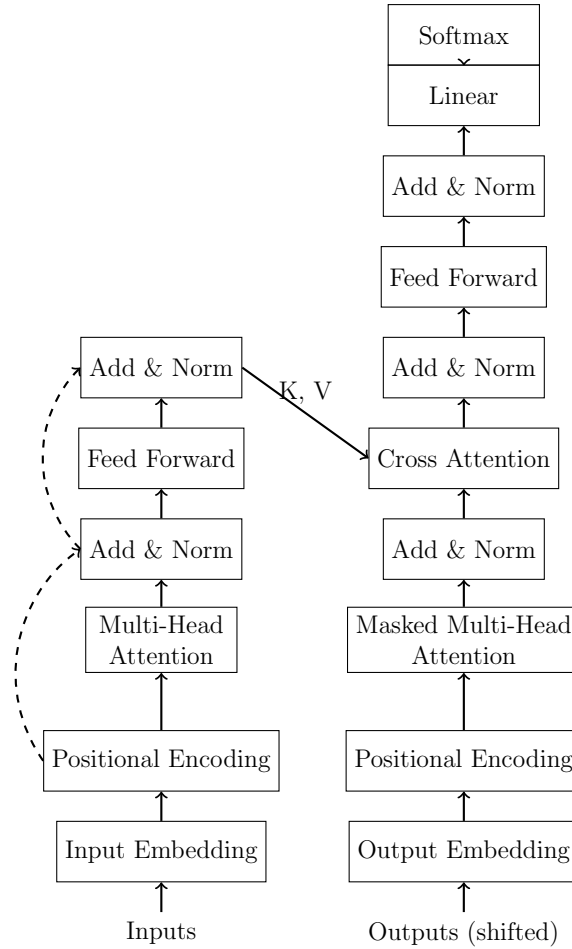 Softmax
Linear
Add & Norm
Feed Forward
Add & Norm
Add & Norm
K, V
Feed Forward
Cross Attention
Add & Norm
Add & Norm
Multi-Head
Attention
Masked Multi-Head
Attention
Positional Encoding
Positional Encoding
Input Embedding
Output Embedding
Inputs
Outputs (shifted)